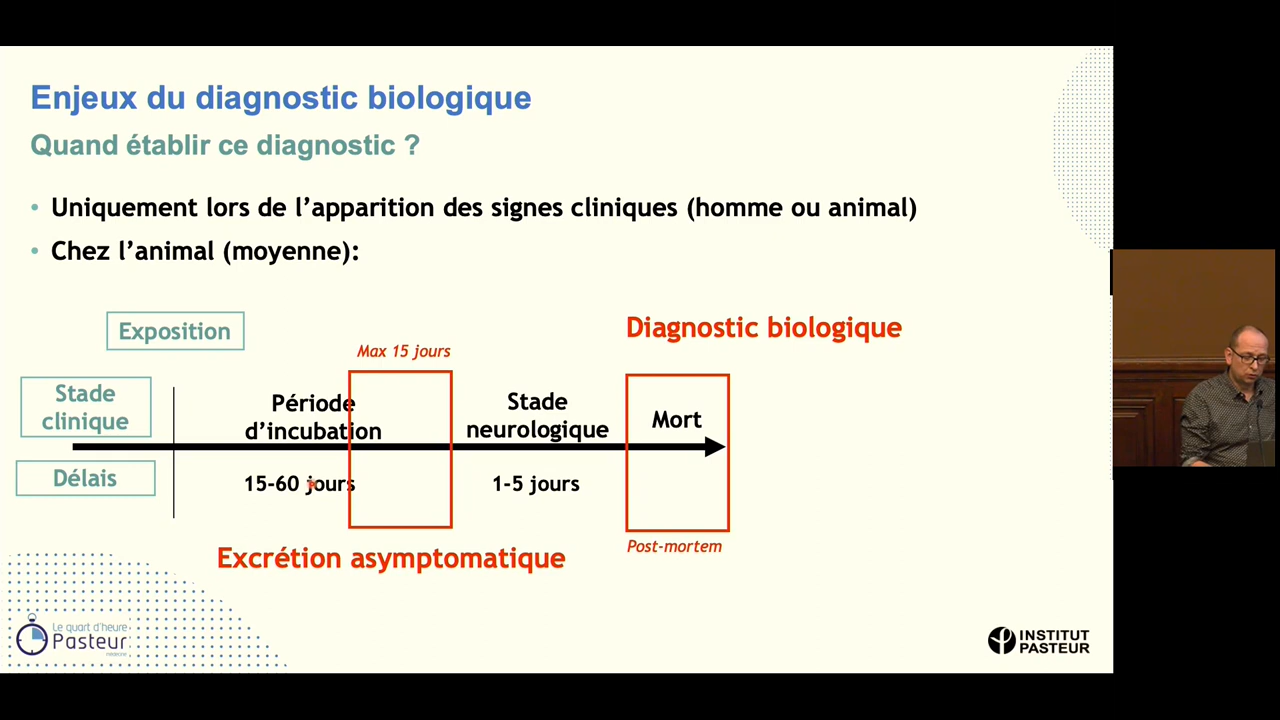 Enjeux du diagnostic biologique
Quand établir ce diagnostic ?
• Uniquement lors de l’apparition des signes cliniques (homme ou animal)
• Chez l’animal (moyenne):
Exposition
Diagnostic biologique
Max 15 jours
Stade
clinique
Période
d’incubation
Stade
neurologique
Mort
Délais
15-60 jours
1-5 jours
Post-mortem
Excrétion asymptomatique
Le quart d’heure
Pasteur
médecine
INSTITUT
PASTEUR